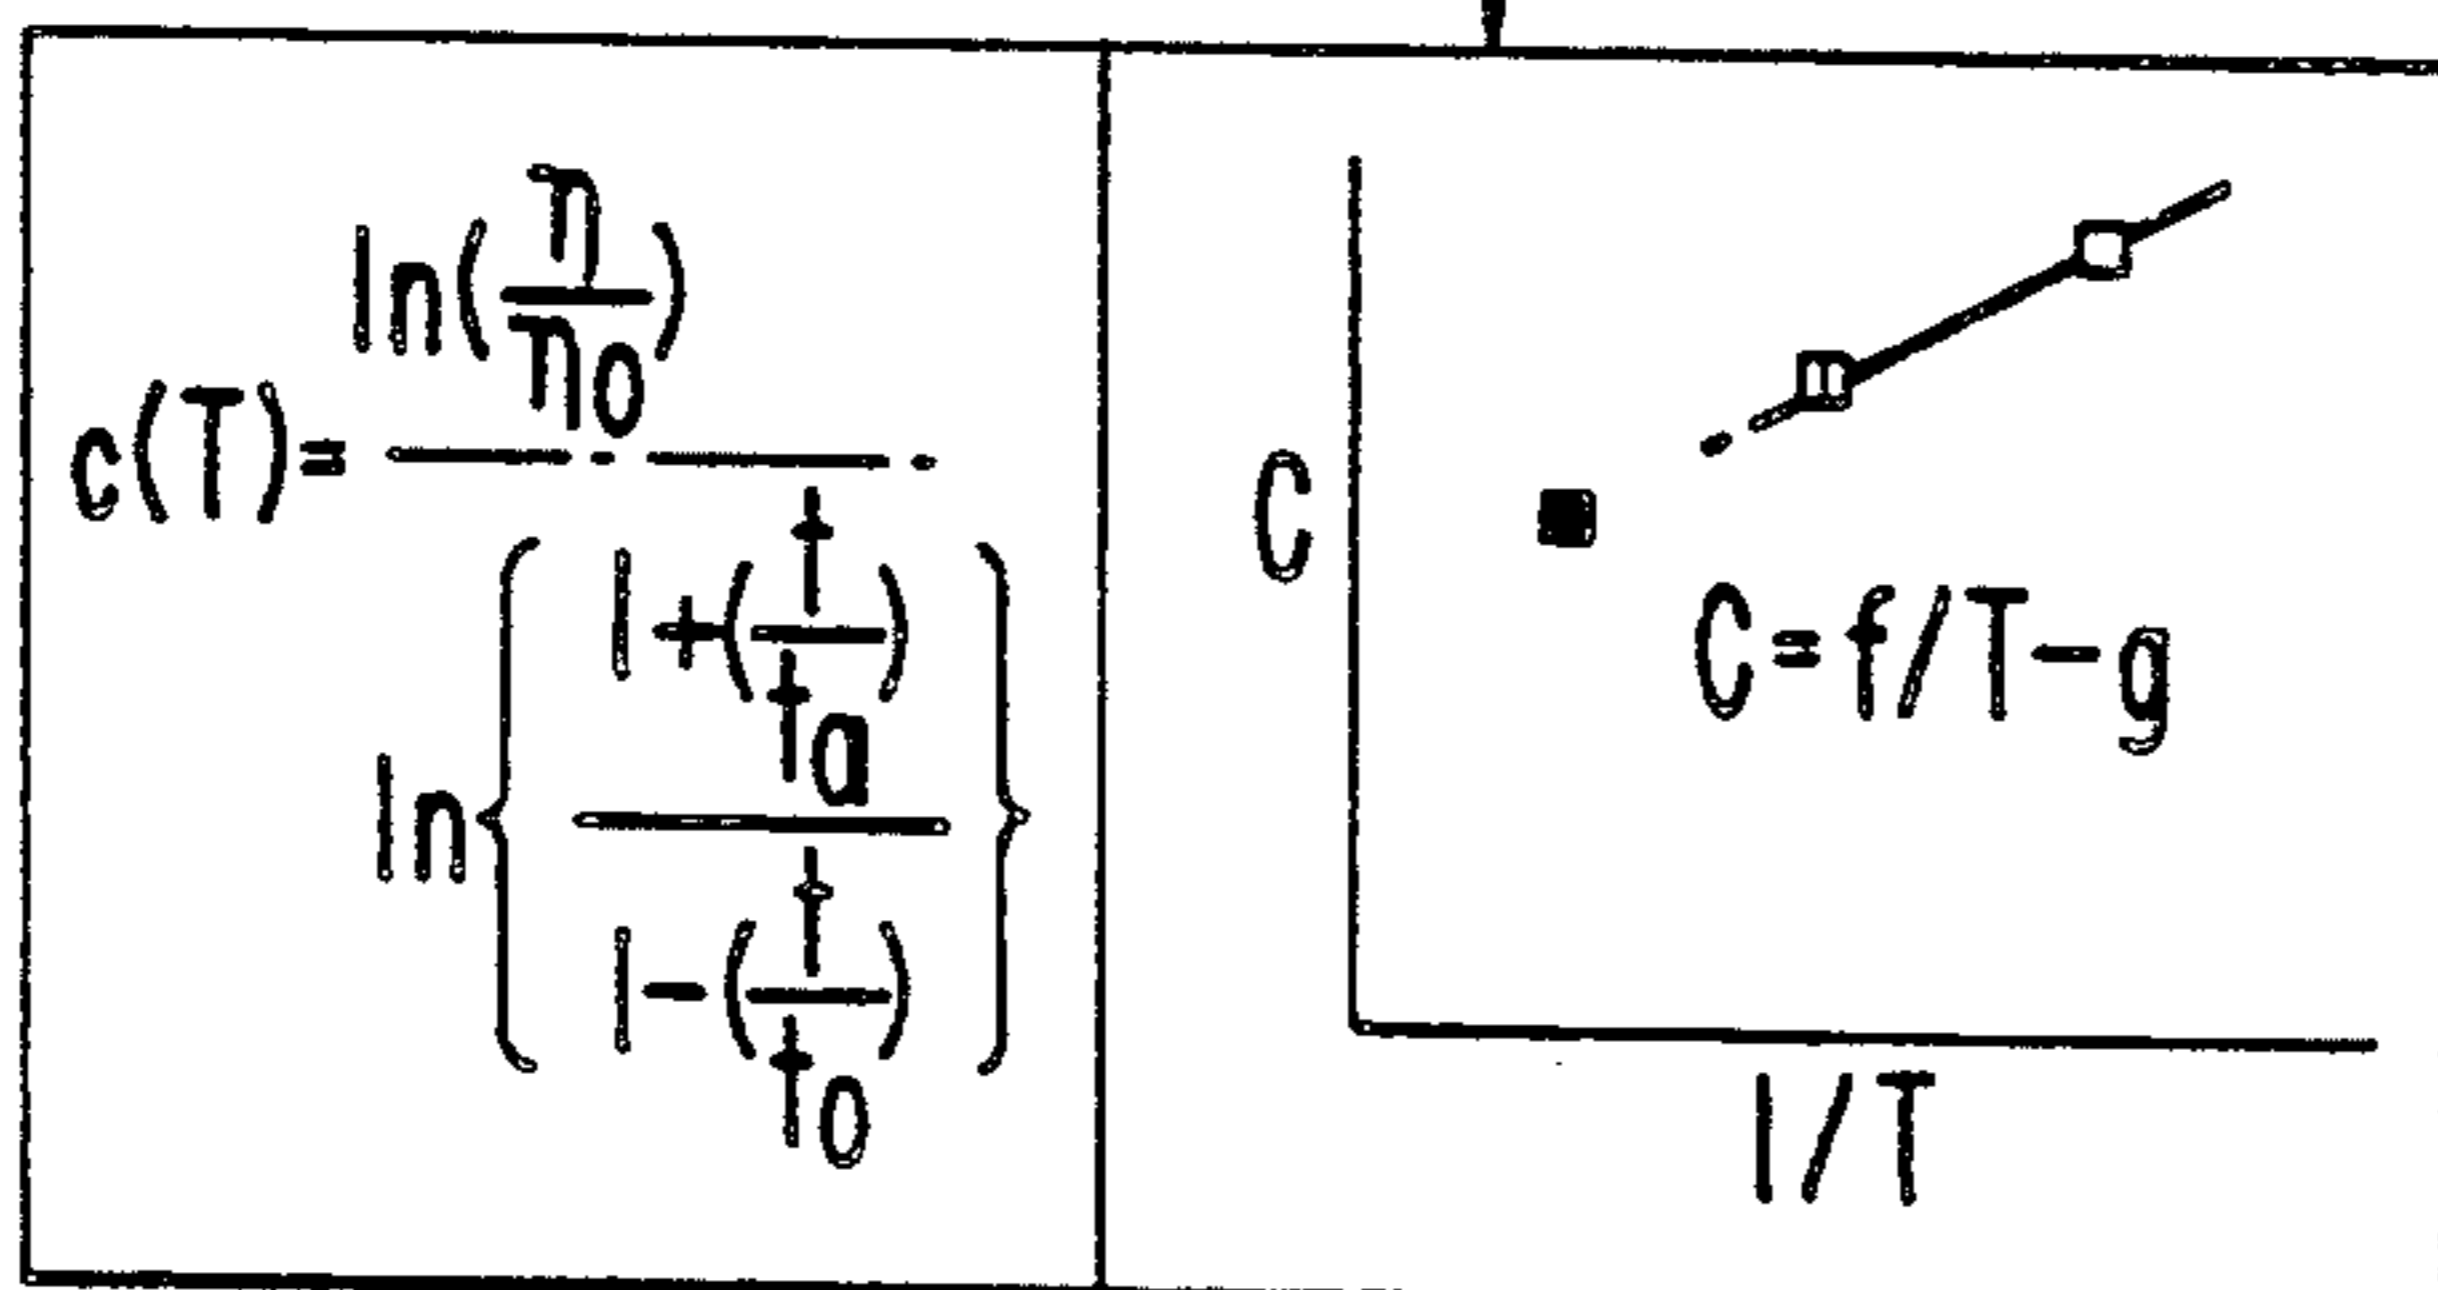 c(T)= ln(η/η0) / ln{ 1+(t/ta) / 1-(t/t0) }
C
C=f/T-g
1/T